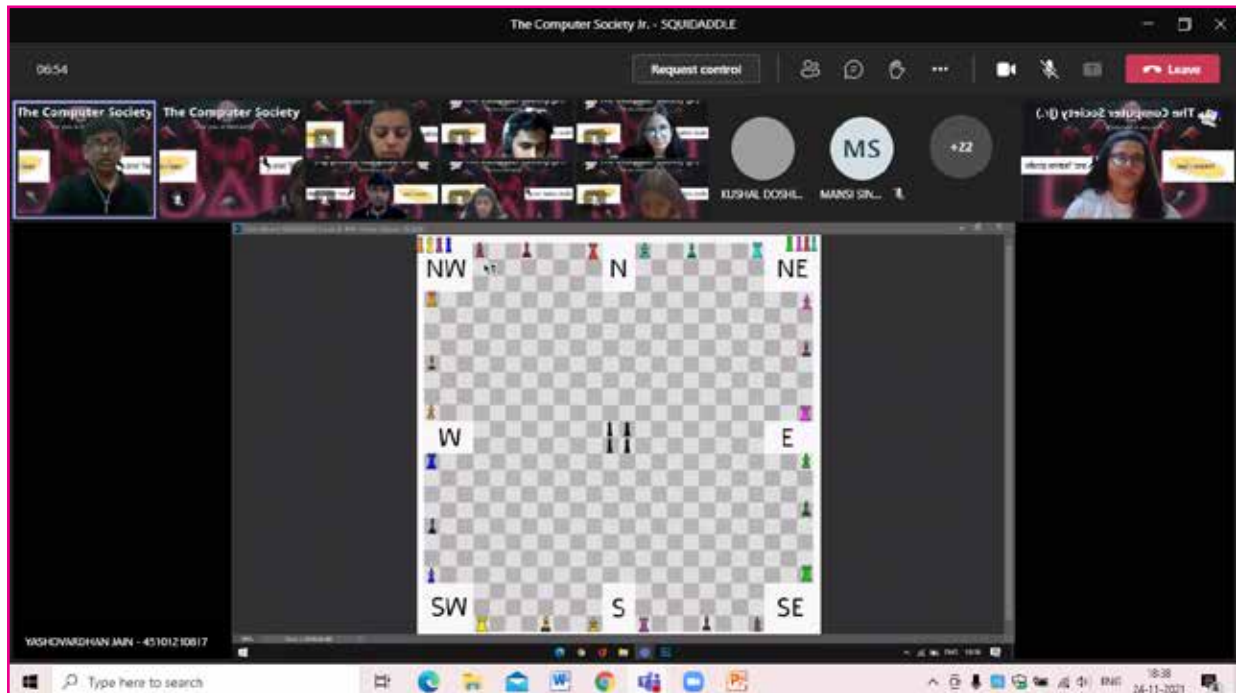 The Computer Society Jr. - SQUIDADDLE
06:54
Request control
Leave
The Computer Society
The Computer Society
The Computer Society (Jr.)
KUSHAL DOSHI...
MS
MANSI SIN...
+22
NW
N
NE
W
E
SW
S
SE
YASHOVARDHAN JAIN - 45101210817
Type here to search
ENG
18:38
24-11-2021